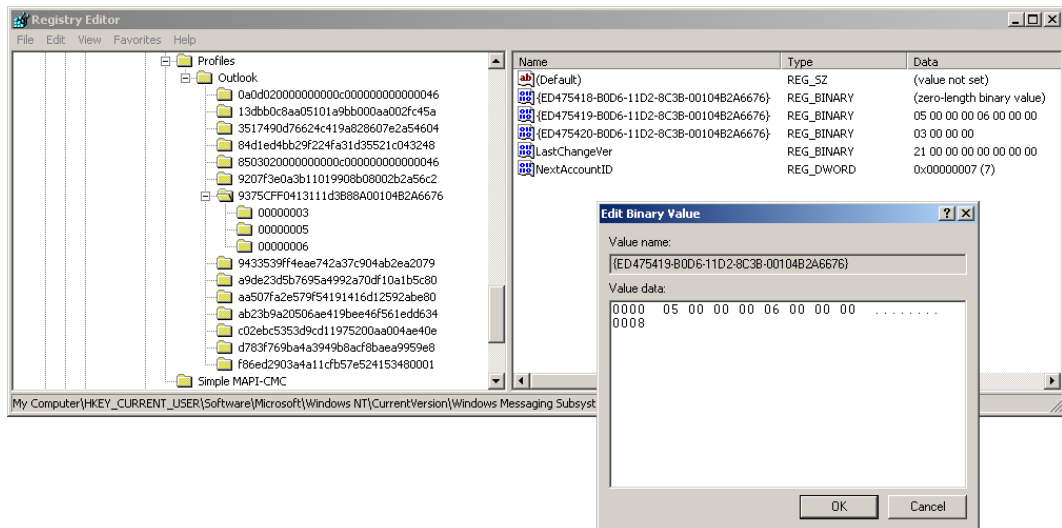 Registry Editor
File Edit View Favorites Help
Profiles
Outlook
0a0d020000000000c000000000000046
13dbb0c8aa05101a9bb000aa002fc45a
3517490d76624c419a828607e2a54604
84d1ed4bb29f224fa31d35521c043248
8503020000000000c000000000000046
9207f3e0a3b11019908b08002b2a56c2
9375CFF0413111d3B88A00104B2A6676
00000003
00000005
00000006
9433539ff4eae742a37c904ab2ea2079
a9de23d5b7695a4992a70df10a1b5c80
aa507fa2e579f54191416d12592abe80
ab23b9a20506ae419bee46f561edd634
c02ebc5353d9cd11975200aa004ae40e
d783f769ba4a3949b8acf8baea9959e8
f86ed2903a4a11cfb57e524153480001
Simple MAPI-CMC
Name Type Data
(Default) REG_SZ (value not set)
{ED475418-B0D6-11D2-8C3B-00104B2A6676} REG_BINARY (zero-length binary value)
{ED475419-B0D6-11D2-8C3B-00104B2A6676} REG_BINARY 05 00 00 00 06 00 00 00
{ED475420-B0D6-11D2-8C3B-00104B2A6676} REG_BINARY 03 00 00 00
LastChangeVer REG_BINARY 21 00 00 00 00 00 00 00
NextAccountID REG_DWORD 0x00000007 (7)
My Computer\HKEY_CURRENT_USER\Software\Microsoft\Windows NT\CurrentVersion\Windows Messaging Subsyst
Edit Binary Value
Value name:
{ED475419-B0D6-11D2-8C3B-00104B2A6676}
Value data:
0000 05 00 00 00 06 00 00 00 ........
0008
OK Cancel